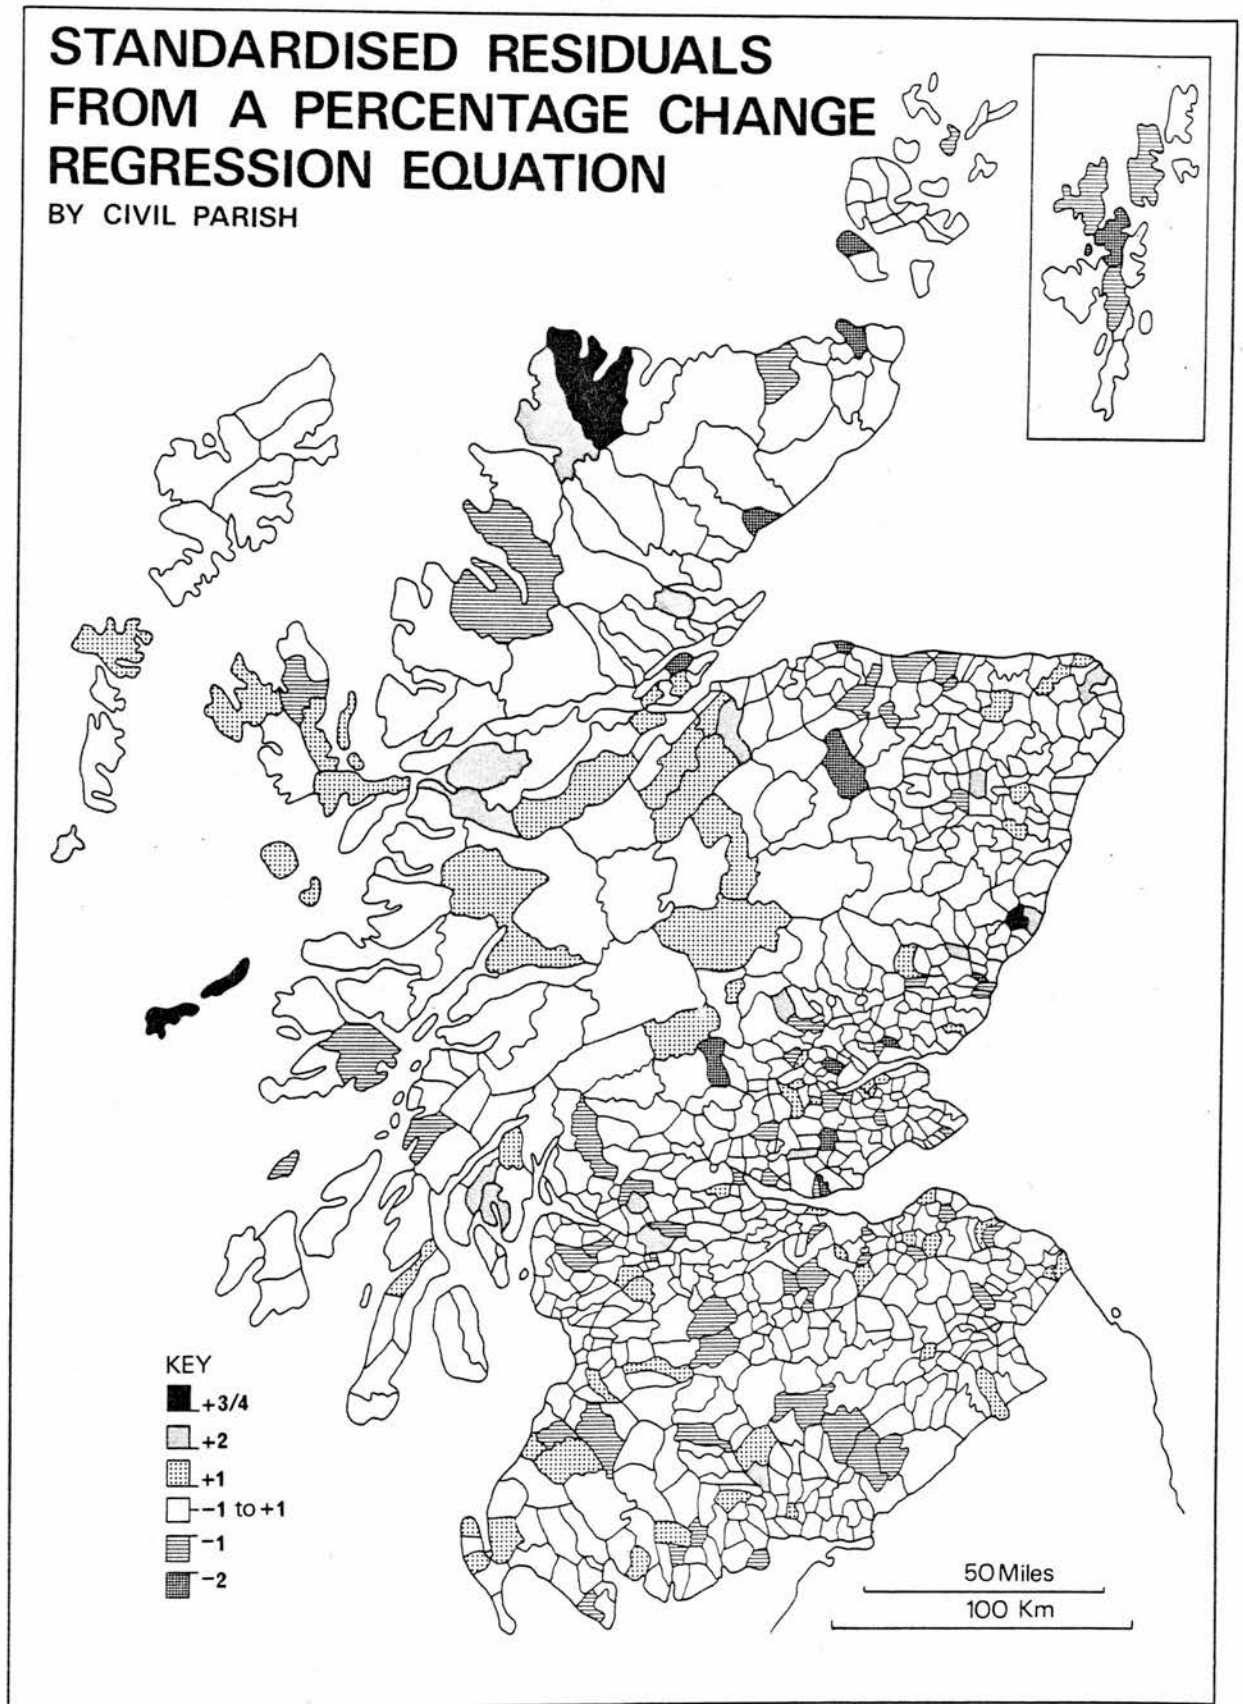 STANDARDISED RESIDUALS
FROM A PERCENTAGE CHANGE
REGRESSION EQUATION
BY CIVIL PARISH
KEY
+3/4
+2
+1
-1 to +1
-1
-2
50 Miles
100 Km